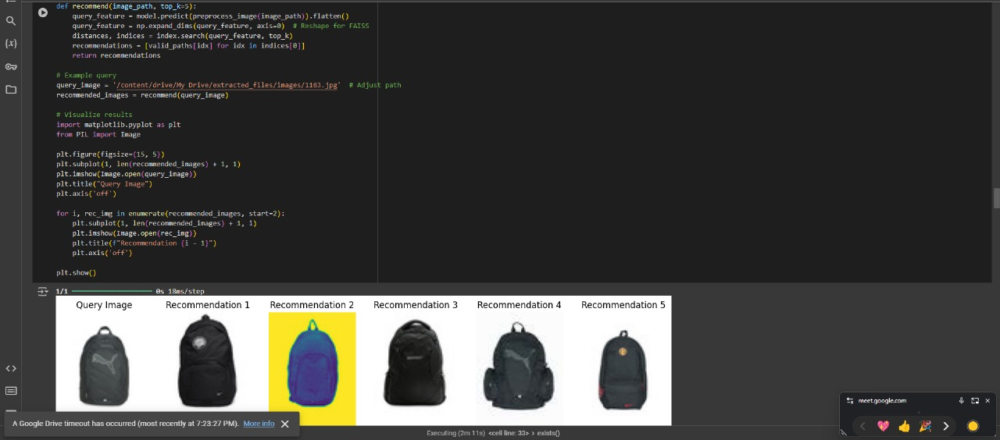 def recommend(image_path, top_k=5):
query_feature = model.predict(preprocess_image(image_path)).flatten()
query_feature = np.expand_dims(query_feature, axis=0)  # Reshape for FAISS
distances, indices = index.search(query_feature, top_k)
recommendations = [valid_paths[idx] for idx in indices[0]]
return recommendations
# Example query
query_image = '/content/drive/My Drive/extracted_files/images/1163.jpg'  # Adjust path
recommended_images = recommend(query_image)
# Visualize results
import matplotlib.pyplot as plt
from PIL import Image
plt.figure(figsize=(15, 5))
plt.subplot(1, len(recommended_images) + 1, 1)
plt.imshow(Image.open(query_image))
plt.title("Query Image")
plt.axis('off')
for i, rec_img in enumerate(recommended_images, start=2):
plt.subplot(1, len(recommended_images) + 1, i)
plt.imshow(Image.open(rec_img))
plt.title(f"Recommendation {i - 1}")
plt.axis('off')
plt.show()
1/1 0s 18ms/step
Query Image Recommendation 1 Recommendation 2 Recommendation 3 Recommendation 4 Recommendation 5
A Google Drive timeout has occurred (most recently at 7:23:27 PM). More info
Executing (2m 11s) <cell line: 33> > exists()
meet.google.com